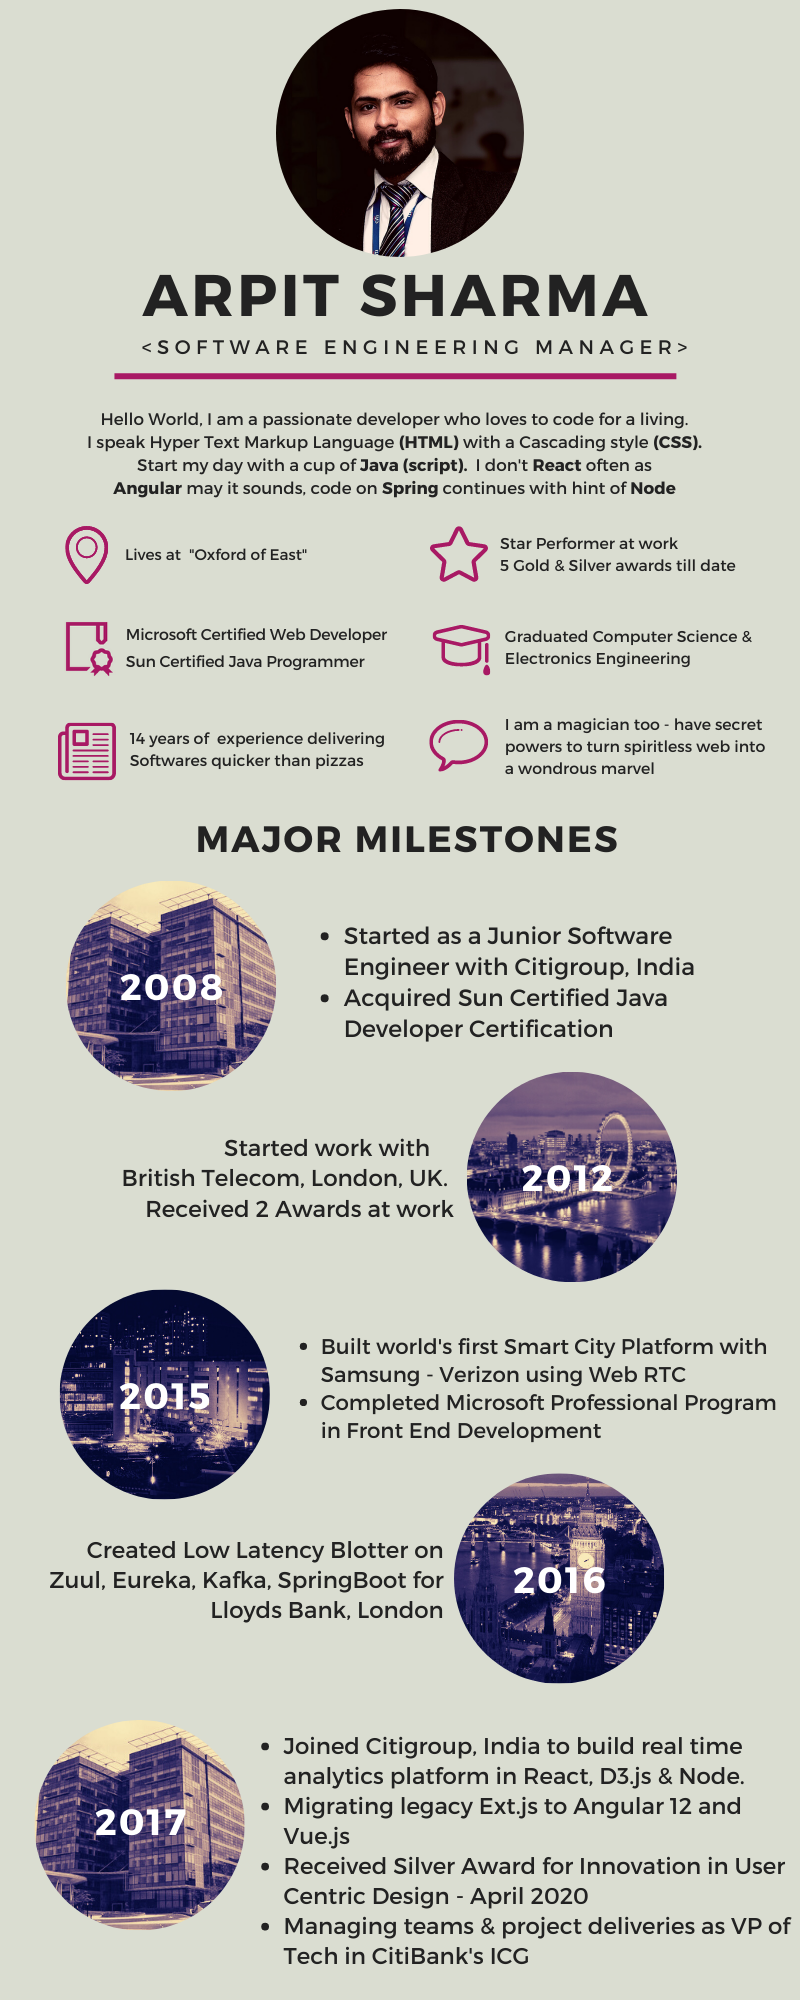 ARPIT SHARMA
<SOFTWARE ENGINEERING MANAGER>
Hello World, I am a passionate developer who loves to code for a living.
I speak Hyper Text Markup Language (HTML) with a Cascading style (CSS).
Start my day with a cup of Java (script). I don't React often as
Angular may it sounds, code on Spring continues with hint of Node
Lives at "Oxford of East"
Star Performer at work
5 Gold & Silver awards till date
Microsoft Certified Web Developer
Sun Certified Java Programmer
Graduated Computer Science &
Electronics Engineering
14 years of experience delivering
Softwares quicker than pizzas
I am a magician too - have secret
powers to turn spiritless web into
a wondrous marvel
MAJOR MILESTONES
2008
• Started as a Junior Software
Engineer with Citigroup, India
• Acquired Sun Certified Java
Developer Certification
Started work with
British Telecom, London, UK.
Received 2 Awards at work
2012
2015
• Built world's first Smart City Platform with
Samsung - Verizon using Web RTC
• Completed Microsoft Professional Program
in Front End Development
Created Low Latency Blotter on
Zuul, Eureka, Kafka, SpringBoot for
Lloyds Bank, London
2016
2017
• Joined Citigroup, India to build real time
analytics platform in React, D3.js & Node.
• Migrating legacy Ext.js to Angular 12 and
Vue.js
• Received Silver Award for Innovation in User
Centric Design - April 2020
• Managing teams & project deliveries as VP of
Tech in CitiBank's ICG